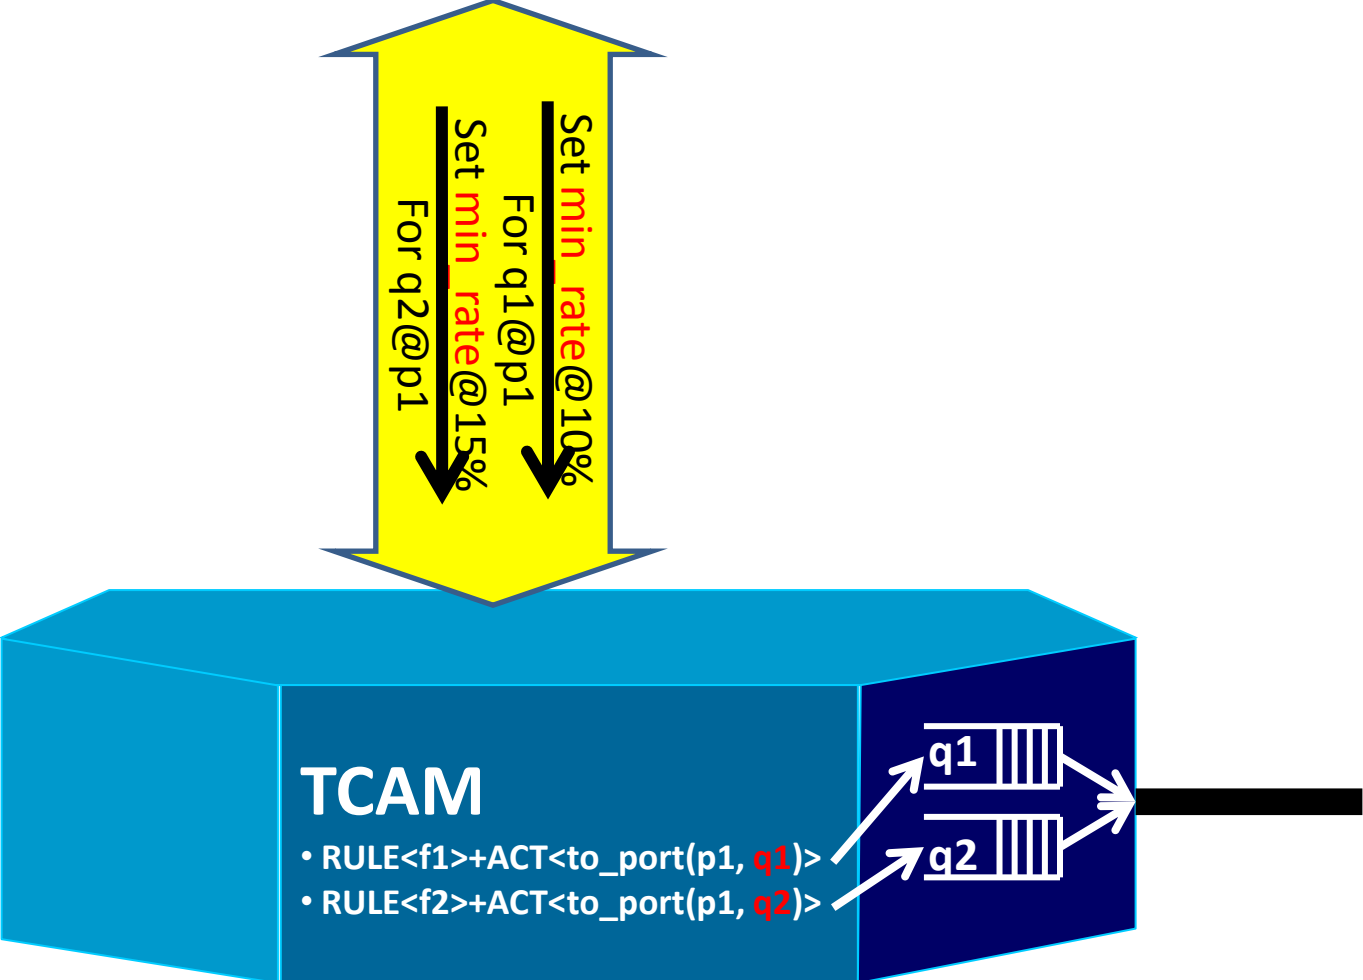 Set min_rate@10%
For q1@p1
Set min_rate@15%
For q2@p1
TCAM
• RULE<f1>+ACT<to_port(p1, q1)>
• RULE<f2>+ACT<to_port(p1, q2)>
q1
q2